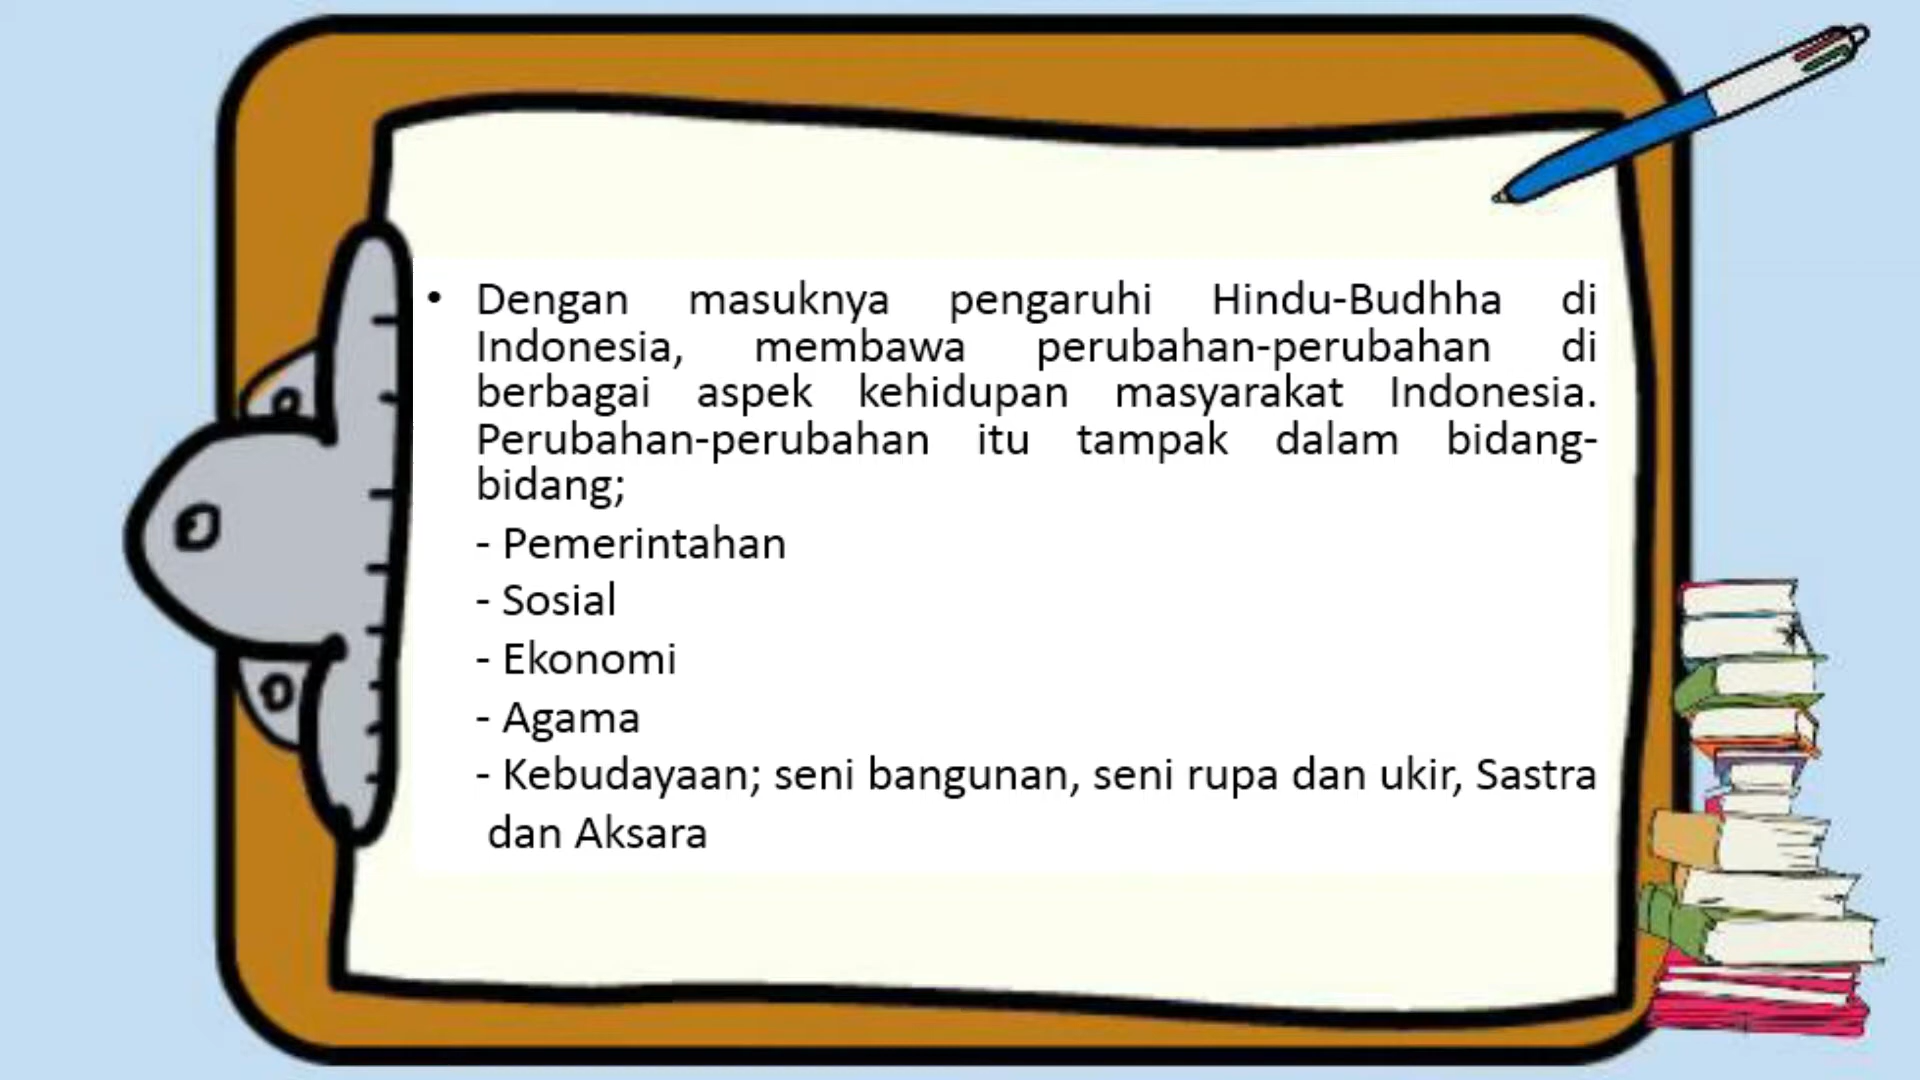 • Dengan masuknya pengaruhi Hindu-Budhha di
Indonesia, membawa perubahan-perubahan di
berbagai aspek kehidupan masyarakat Indonesia.
Perubahan-perubahan itu tampak dalam bidang-
bidang;
- Pemerintahan
- Sosial
- Ekonomi
- Agama
- Kebudayaan; seni bangunan, seni rupa dan ukir, Sastra
dan Aksara